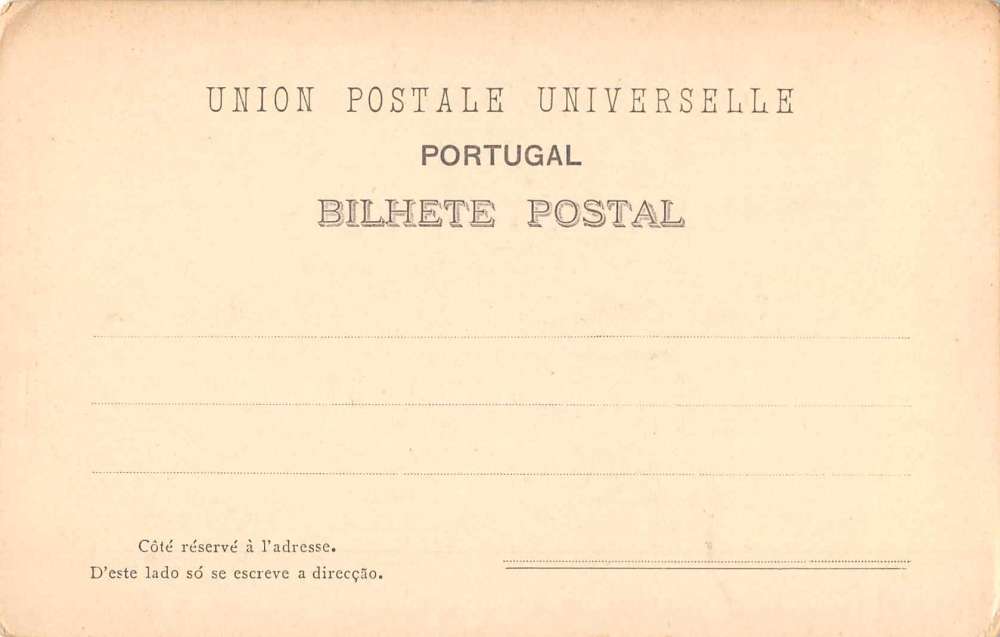 UNION POSTALE UNIVERSELLE
PORTUGAL
BILHETE POSTAL
Côté réservé à l'adresse.
D'este lado só se escreve a direcção.